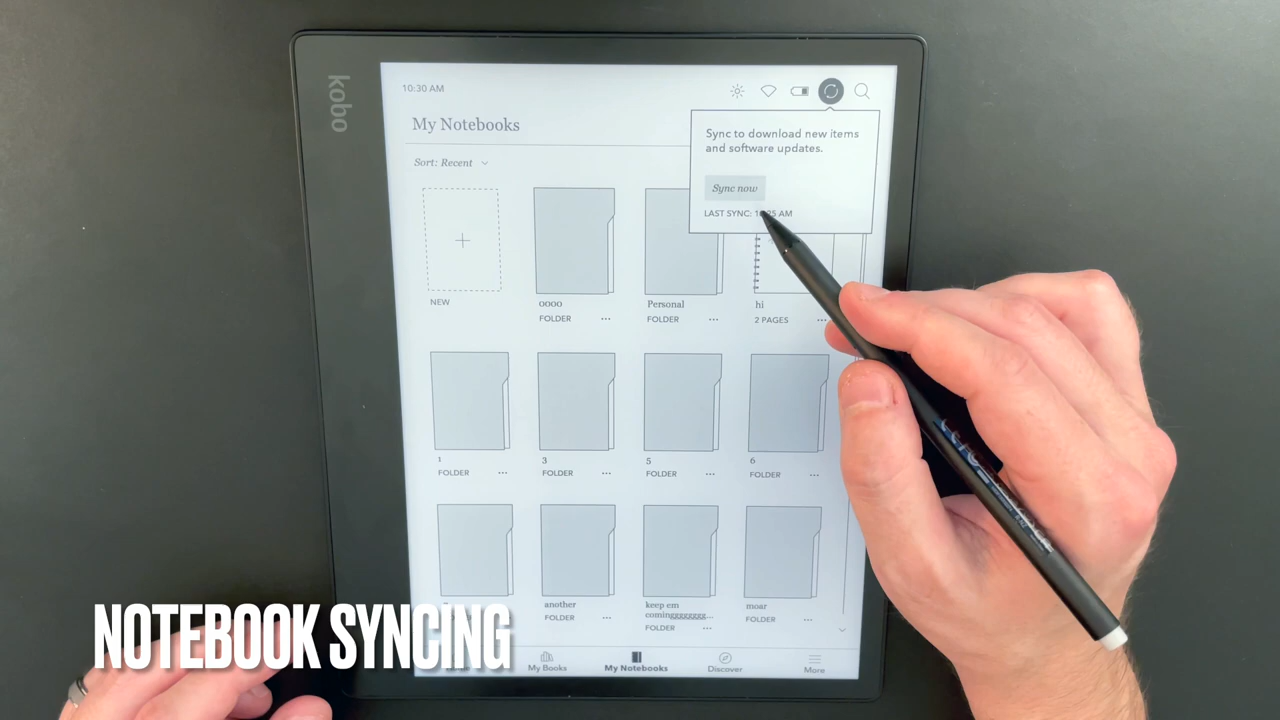 kobo
10:30 AM
My Notebooks
Sort: Recent
Sync to download new items
and software updates.
Sync now
LAST SYNC: AM
NEW
0000
FOLDER
Personal
FOLDER
hi
2 PAGES
1
FOLDER
3
FOLDER
5
FOLDER
6
FOLDER
another
FOLDER
keep em
cominggggggggg...
FOLDER
moar
FOLDER
NOTEBOOK SYNCING
My Books
My Notebooks
Discover
More